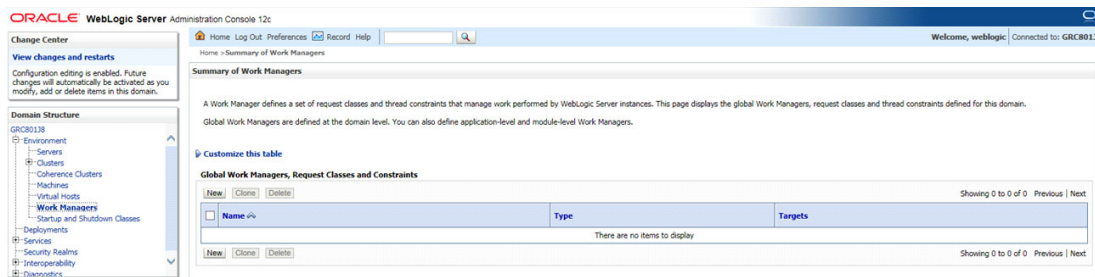 ORACLE WebLogic Server Administration Console 12c
Change Center
View changes and restarts
Configuration editing is enabled. Future
changes will automatically be activated as you
modify, add or delete items in this domain.
Domain Structure
GRC801J8
Environment
Servers
Clusters
Coherence Clusters
Machines
Virtual Hosts
Work Managers
Startup and Shutdown Classes
Deployments
Services
Security Realms
Interoperability
Diagnostics
Home Log Out Preferences Record Help
Welcome, weblogic Connected to: GRC801J
Home >Summary of Work Managers
Summary of Work Managers
A Work Manager defines a set of request classes and thread constraints that manage work performed by WebLogic Server instances. This page displays the global Work Managers, request classes and thread constraints defined for this domain.
Global Work Managers are defined at the domain level. You can also define application-level and module-level Work Managers.
Customize this table
Global Work Managers, Request Classes and Constraints
New Clone Delete Showing 0 to 0 of 0 Previous | Next
Name Type Targets
There are no items to display
New Clone Delete Showing 0 to 0 of 0 Previous | Next